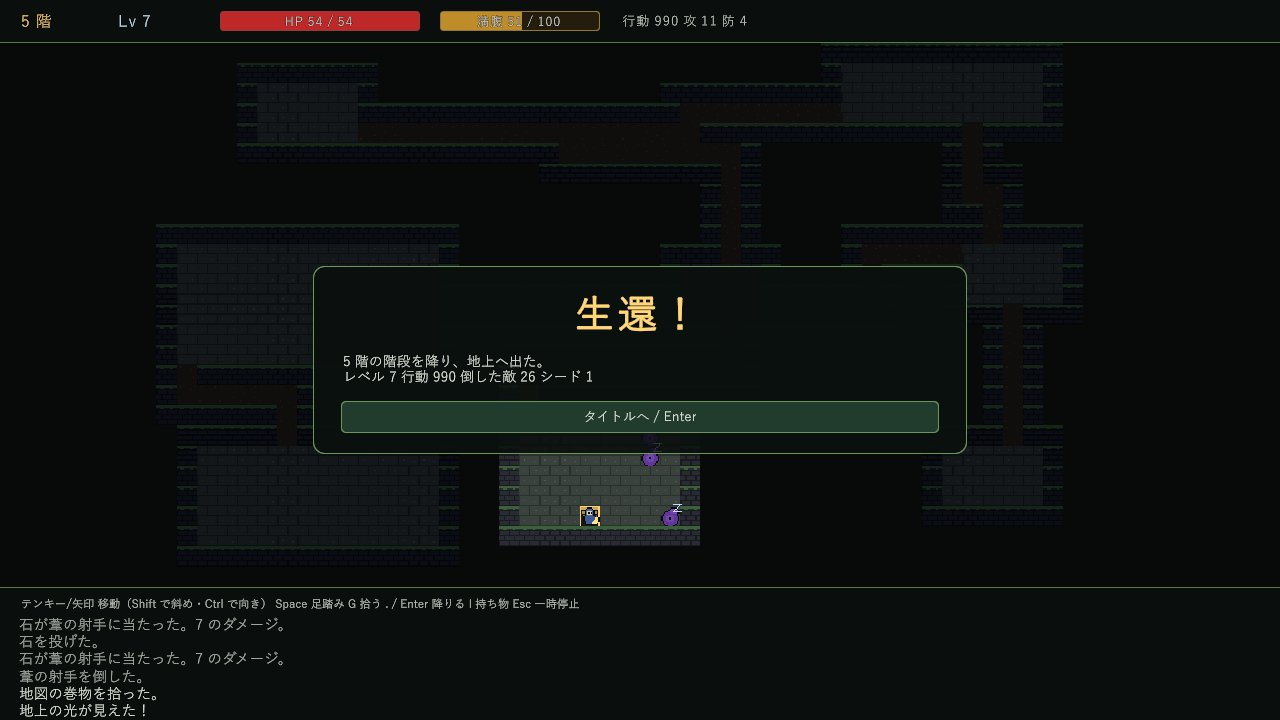 5 階 Lv 7 HP 54 / 54 満腹 51 / 100 行動 990 攻 11 防 4
生還！
5 階の階段を降り、地上へ出た。
レベル 7 行動 990 倒した敵 26 シード 1
タイトルへ / Enter
z
z
テンキー/矢印 移動（Shift で斜め・Ctrl で向き） Space 足踏み G 拾う . / Enter 降りる I 持ち物 Esc 一時停止
石が葦の射手に当たった。7 のダメージ。
石を投げた。
石が葦の射手に当たった。7 のダメージ。
葦の射手を倒した。
地図の巻物を拾った。
地上の光が見えた！